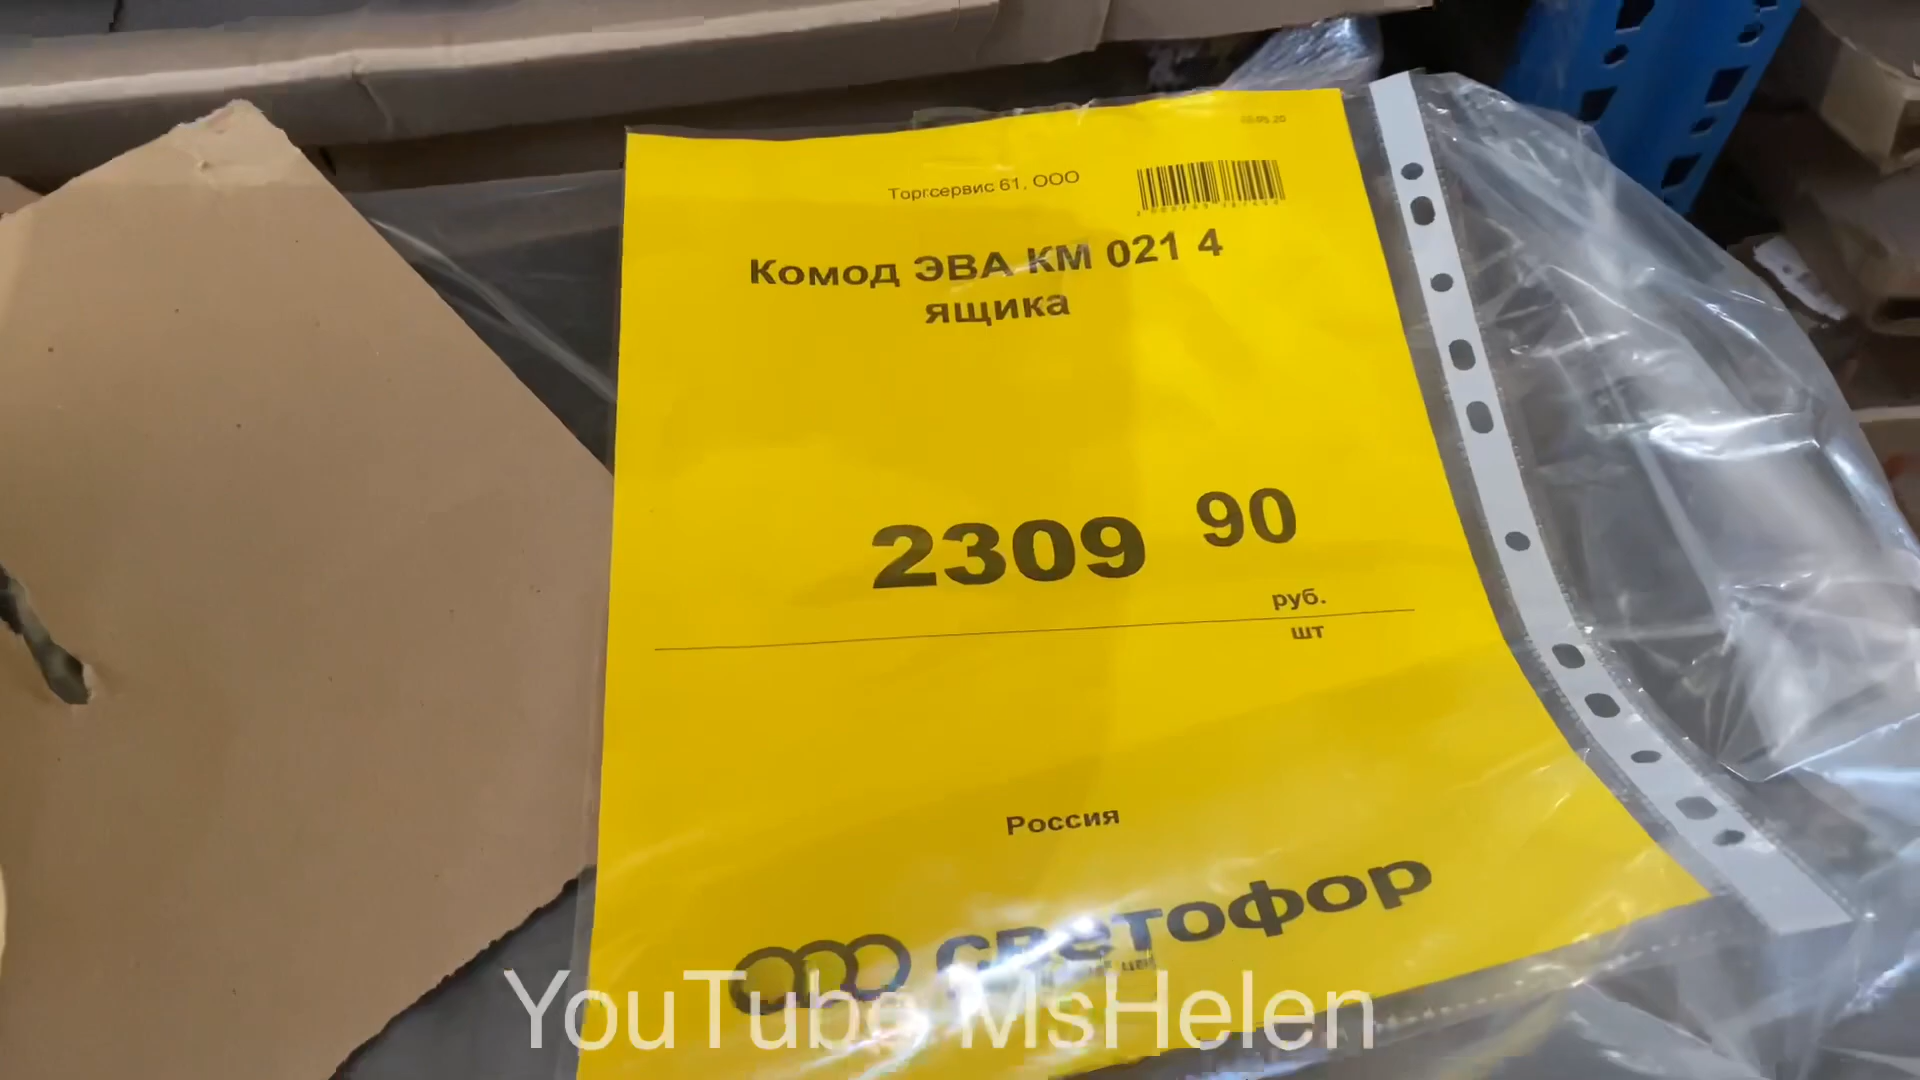 Торгсервис 61, ООО
Комод ЭВА КМ 021 4
ящика
2309 90
руб.
шт
Россия
светофор
YouTube MsHelen